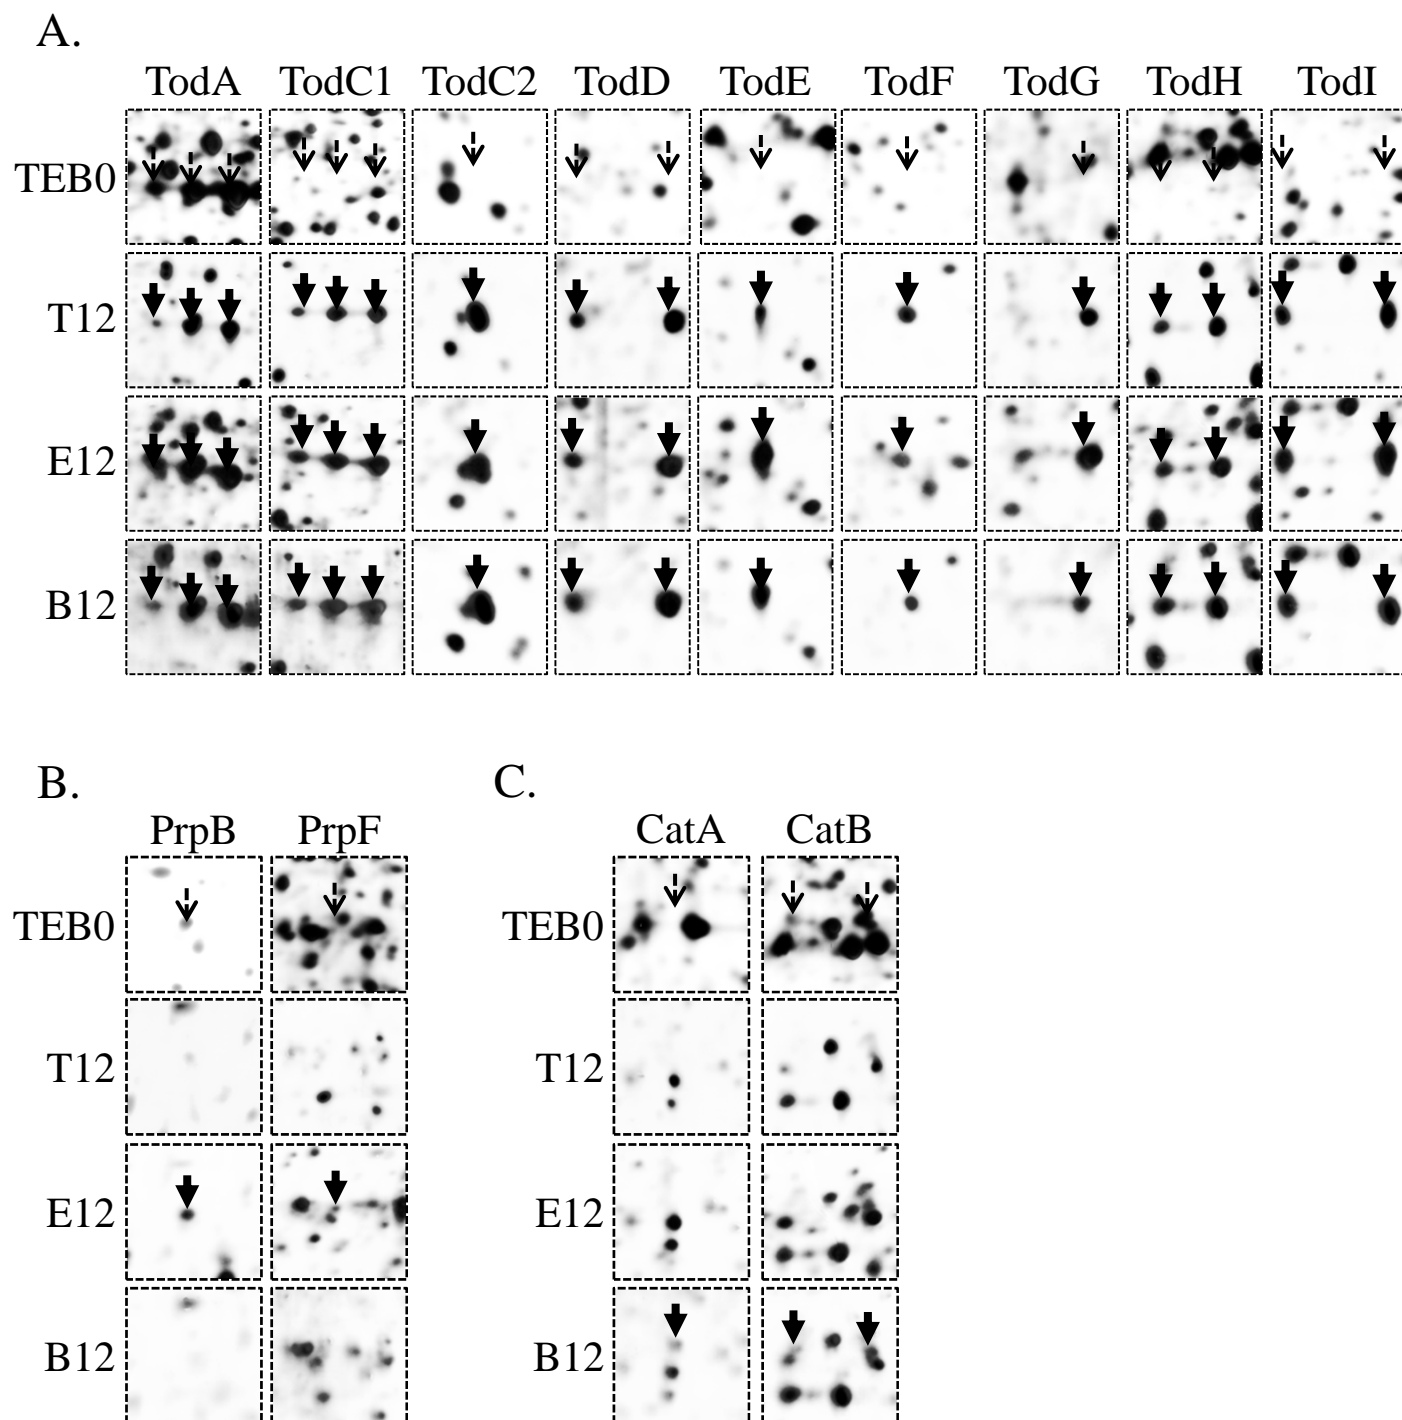 A.
TodA TodC1 TodC2 TodD TodE TodF TodG TodH TodI
TEB0
T12
E12
B12
B.
PrpB PrpF
TEB0
T12
E12
B12
C.
CatA CatB
TEB0
T12
E12
B12